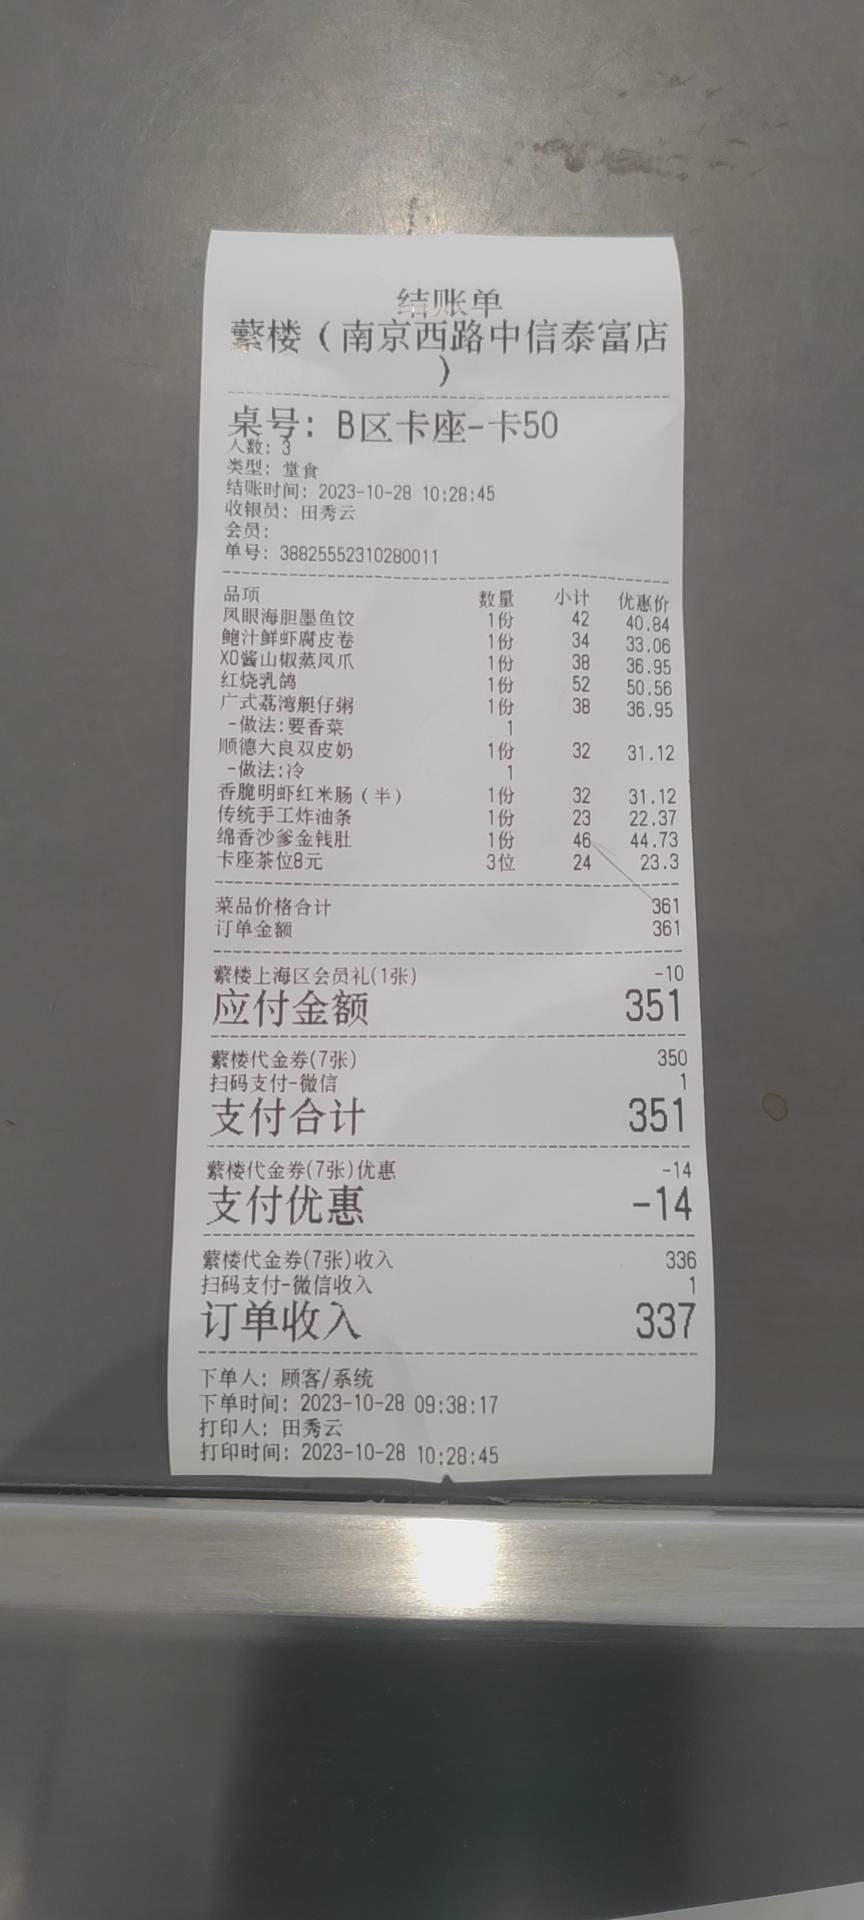 结账单
蘩楼（南京西路中信泰富店
）
桌号: B区卡座-卡50
人数: 3
类型: 堂食
结账时间: 2023-10-28 10:28:45
收银员: 田秀云
会员:
单号: 38825552310280011
品项 数量 小计 优惠价
凤眼海胆墨鱼饺 1份 42 40.84
鲍汁鲜虾腐皮卷 1份 34 33.06
XO酱山椒蒸凤爪 1份 38 36.95
红烧乳鸽 1份 52 50.56
广式荔湾艇仔粥 1份 38 36.95
-做法:要香菜 1
顺德大良双皮奶 1份 32 31.12
-做法:冷 1
香脆明虾红米肠（半） 1份 32 31.12
传统手工炸油条 1份 23 22.37
绵香沙爹金钱肚 1份 46 44.73
卡座茶位8元 3位 24 23.3
菜品价格合计 361
订单金额 361
蘩楼上海区会员礼(1张) -10
应付金额 351
蘩楼代金券(7张) 350
扫码支付-微信 1
支付合计 351
蘩楼代金券(7张)优惠 -14
支付优惠 -14
蘩楼代金券(7张)收入 336
扫码支付-微信收入 1
订单收入 337
下单人: 顾客/系统
下单时间: 2023-10-28 09:38:17
打印人: 田秀云
打印时间: 2023-10-28 10:28:45